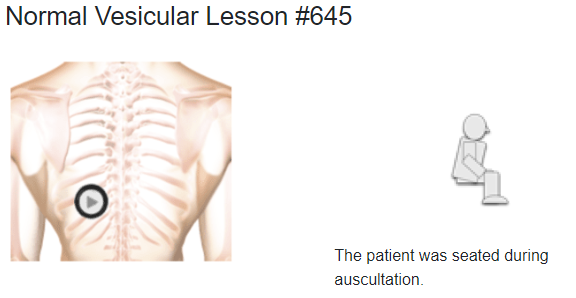 Normal Vesicular Lesson #645
The patient was seated during
auscultation.